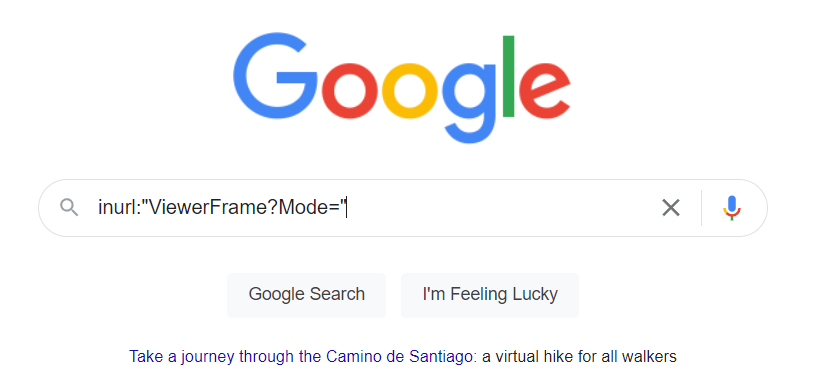 Google
inurl:"ViewerFrame?Mode="
Google Search
I'm Feeling Lucky
Take a journey through the Camino de Santiago: a virtual hike for all walkers